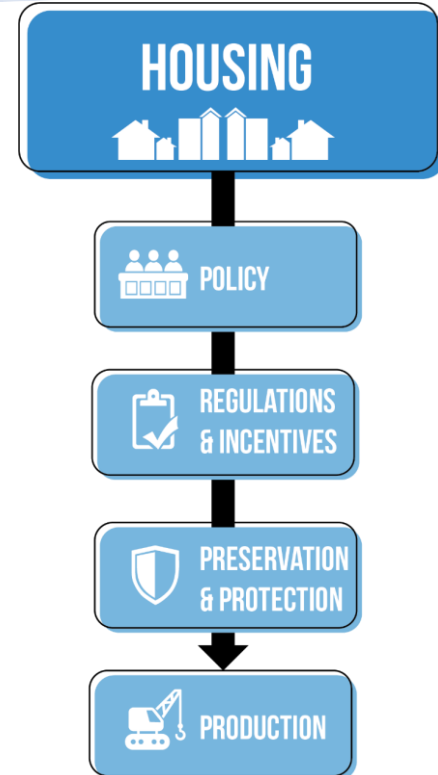 HOUSING
POLICY
REGULATIONS
& INCENTIVES
PRESERVATION
& PROTECTION
PRODUCTION